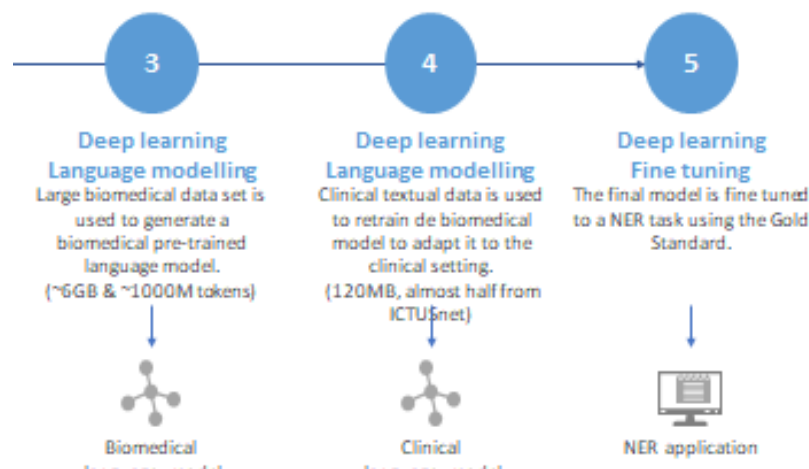 3
Deep learning
Language modelling
Large biomedical data set is
used to generate a
biomedical pre-trained
language model.
(~6GB & ~1000M tokens)
Biomedical
4
Deep learning
Language modelling
Clinical textual data is used
to retrain de biomedical
model to adapt it to the
clinical setting.
(120MB, almost half from
ICTUSnet)
Clinical
5
Deep learning
Fine tuning
The final model is fine tuned
to a NER task using the Gold
Standard.
NER application